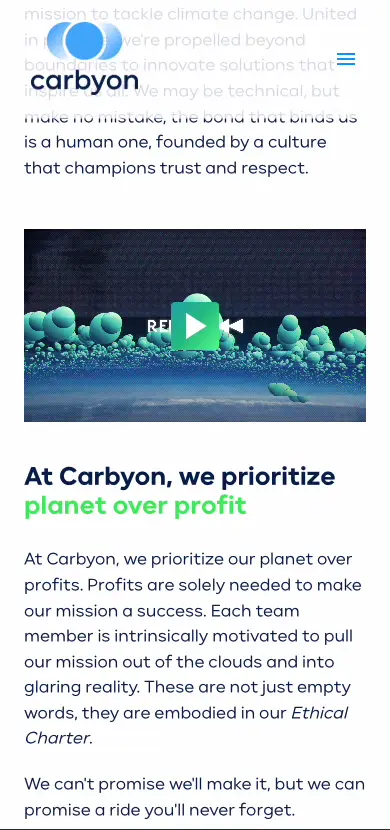 mission to tackle climate change. United
in we're propelled beyond
boundaries to innovate solutions that
inspire us all. We may be technical, but
carbyon
make no mistake, the bond that binds us
is a human one, founded by a culture
that champions trust and respect.
At Carbyon, we prioritize
planet over profit
At Carbyon, we prioritize our planet over
profits. Profits are solely needed to make
our mission a success. Each team
member is intrinsically motivated to pull
our mission out of the clouds and into
glaring reality. These are not just empty
words, they are embodied in our Ethical
Charter.
We can't promise we'll make it, but we can
promise a ride you'll never forget.